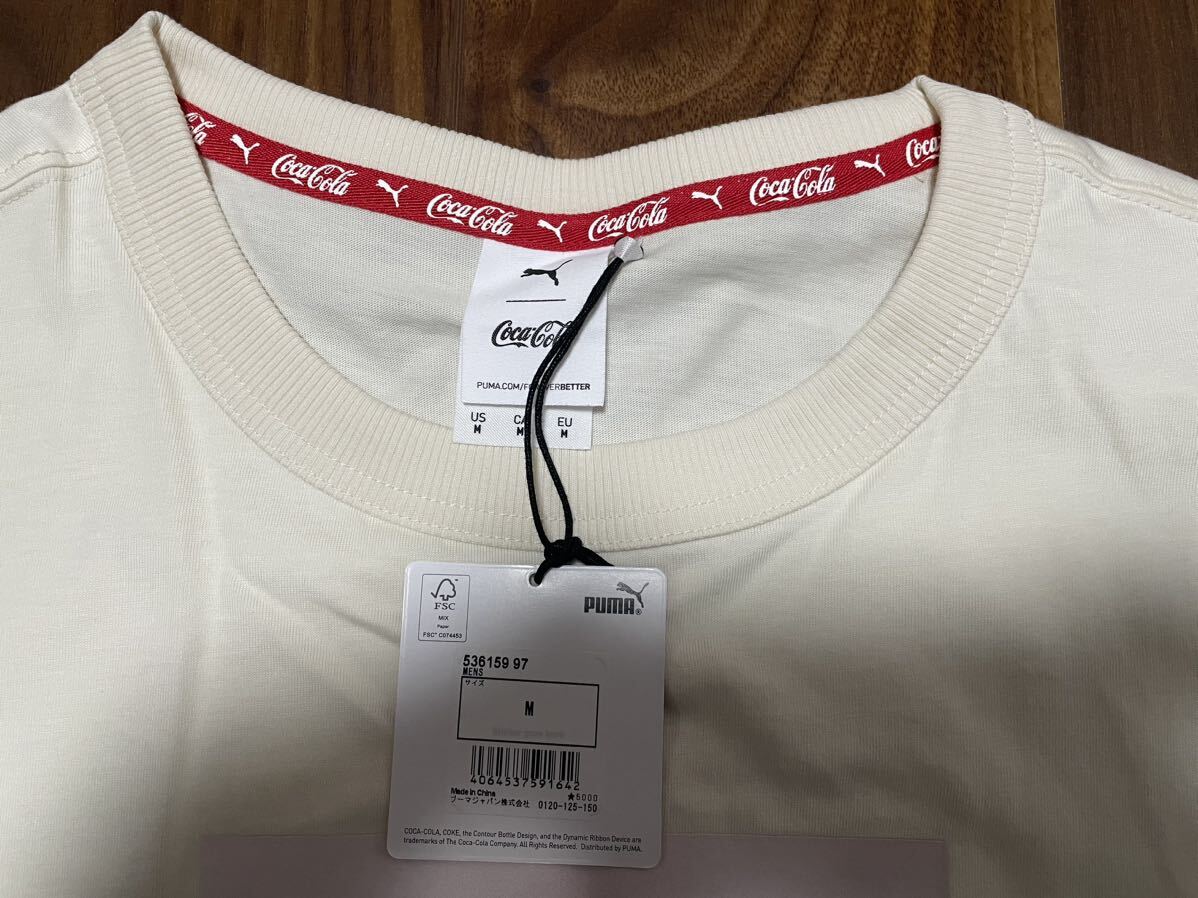 Coca-Cola Coca-Cola Coca-Cola Coca-Cola Coca
Coca-Cola
PUMA.COM/FOREVERBETTER
US CA EU
M M M
FSC
MIX
Paper
FSC® C074453
PUMA®
536159 97
MENS
サイズ
M
4064537591642
Made in China
★5000
プーマジャパン株式会社 0120-125-150
COCA-COLA, COKE, the Contour Bottle Design, and the Dynamic Ribbon Device are
trademarks of The Coca-Cola Company. All Rights Reserved. Distributed by PUMA.